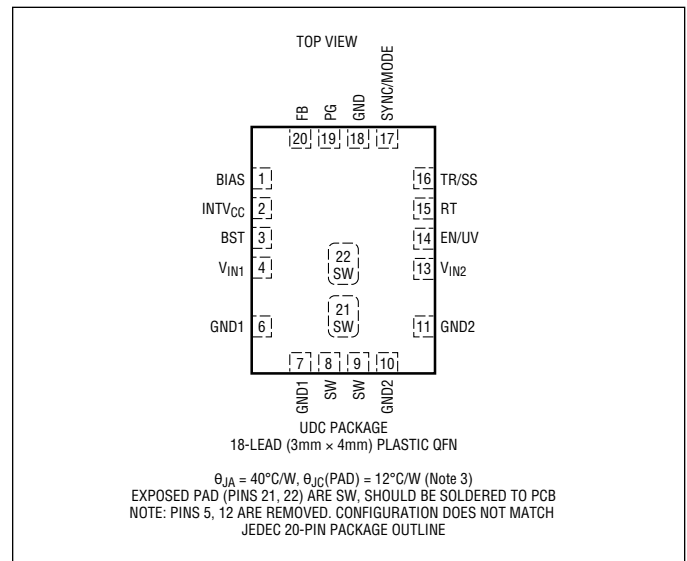 TOP VIEW
FB
PG
GND
SYNC/MODE
20 19 18 17
BIAS 1
INTVCC 2
BST 3
VIN1 4
GND1 6
16 TR/SS
15 RT
14 EN/UV
13 VIN2
11 GND2
22
SW
21
SW
7 8 9 10
GND1
SW
SW
GND2
UDC PACKAGE
18-LEAD (3mm × 4mm) PLASTIC QFN
θJA = 40°C/W, θJC(PAD) = 12°C/W (Note 3)
EXPOSED PAD (PINS 21, 22) ARE SW, SHOULD BE SOLDERED TO PCB
NOTE: PINS 5, 12 ARE REMOVED. CONFIGURATION DOES NOT MATCH
JEDEC 20-PIN PACKAGE OUTLINE